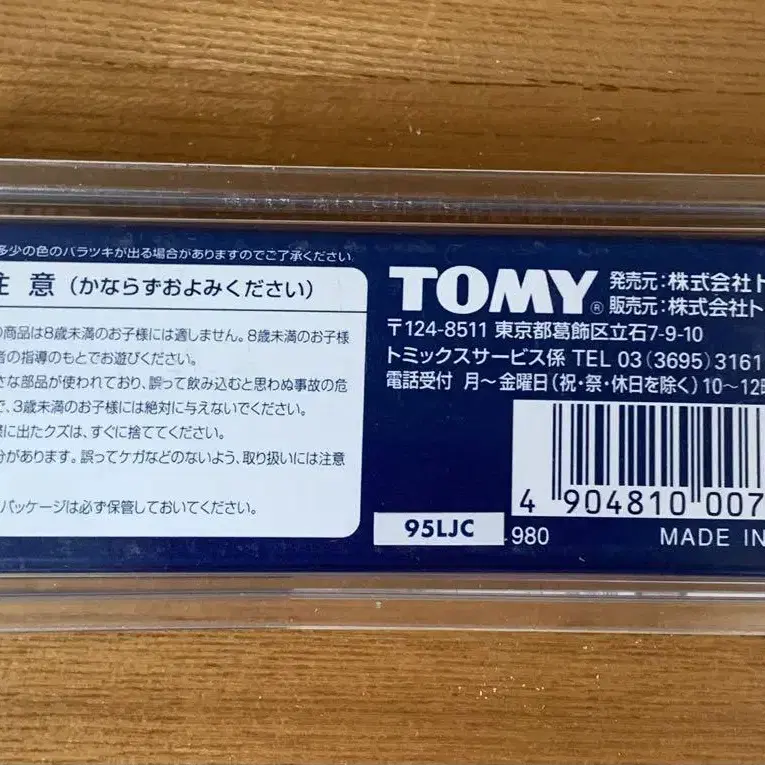 多少の色のバラツキが出る場合がありますのでご了承ください.
注 意 (かならずおよみください)
商品は8歳未満のお子様には適しません。8歳未満のお子様
者の指導のもとでお遊びください。
さな部品が使われており、誤って飲み込むと思わぬ事故の危
で、3歳未満のお子様には絶対に与えないでください。
に出たクズは、すぐに捨ててください。
分があります。誤ってケガなどのないよう、取り扱いには注意
パッケージは必ず保管しておいてください。
TOMY®
発売元:株式会社ト
販売元:株式会社ト
〒124-8511 東京都葛飾区立石7-9-10
トミックスサービス係 TEL 03(3695)3161
電話受付 月〜金曜日(祝・祭・休日を除く)10〜12時
4 904810 007
95LJC
980
MADE IN